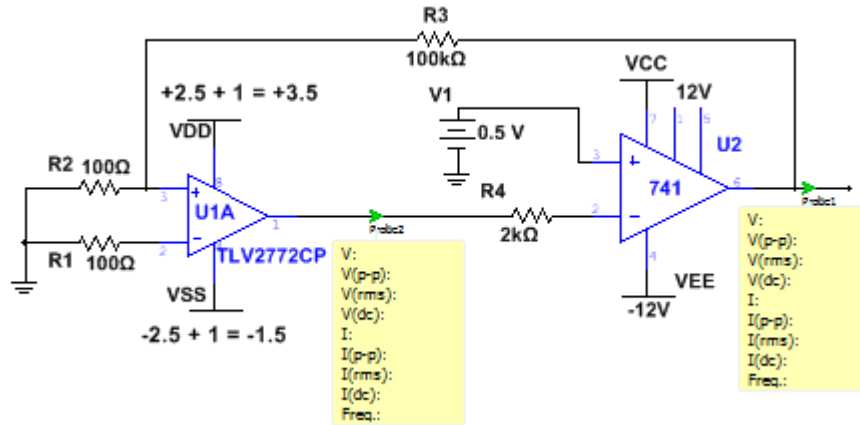 R3
100kΩ
VCC
12V
+2.5 + 1 = +3.5
V1
VDD
0.5 V
7
1
5
U2
R2
100Ω
8
3
+
U1A
1
2
−
R1
100Ω
TLV2772CP
Probe2
R4
2kΩ
3
+
741
6
2
−
Probe1
4
VSS
VEE
-12V
-2.5 + 1 = -1.5
V:
V(p-p):
V(rms):
V(dc):
I:
I(p-p):
I(rms):
I(dc):
Freq.:
V:
V(p-p):
V(rms):
V(dc):
I:
I(p-p):
I(rms):
I(dc):
Freq.: